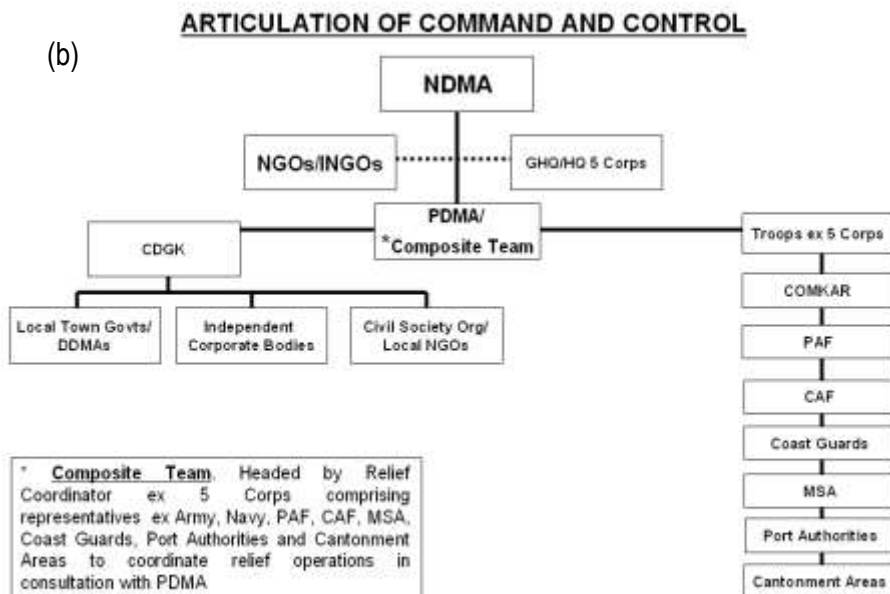 ARTICULATION OF COMMAND AND CONTROL
(b)
NDMA
NGOs/INGOs
GHQ/HQ 5 Corps
PDMA/
*Composite Team
CDGK
Troops ex 5 Corps
COMKAR
Local Town Govts/
DDMAs
Independent
Corporate Bodies
Civil Society Org/
Local NGOs
PAF
CAF
Coast Guards
MSA
Port Authorities
Cantonment Areas
* Composite Team. Headed by Relief
Coordinator ex 5 Corps comprising
representatives ex Army, Navy, PAF, CAF, MSA,
Coast Guards, Port Authorities and Cantonment
Areas to coordinate relief operations in
consultation with PDMA